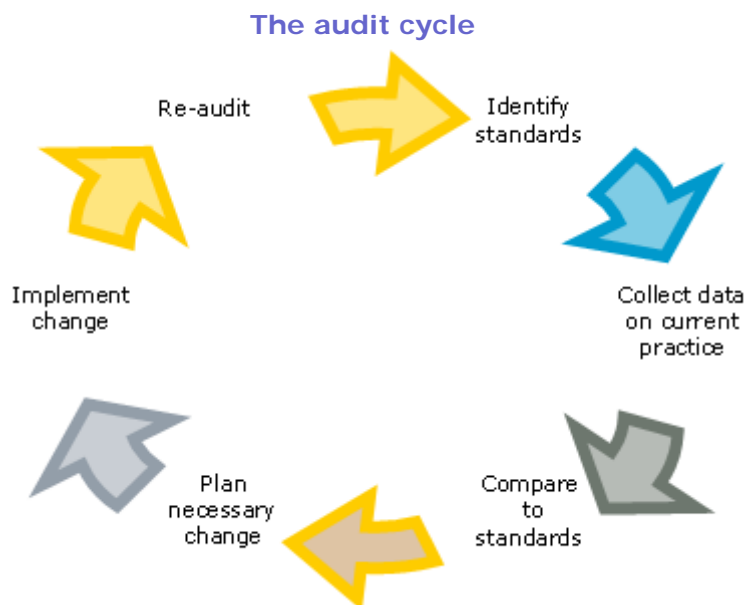 The audit cycle
Re-audit
Identify
standards
Collect data
on current
practice
Compare
to
standards
Plan
necessary
change
Implement
change